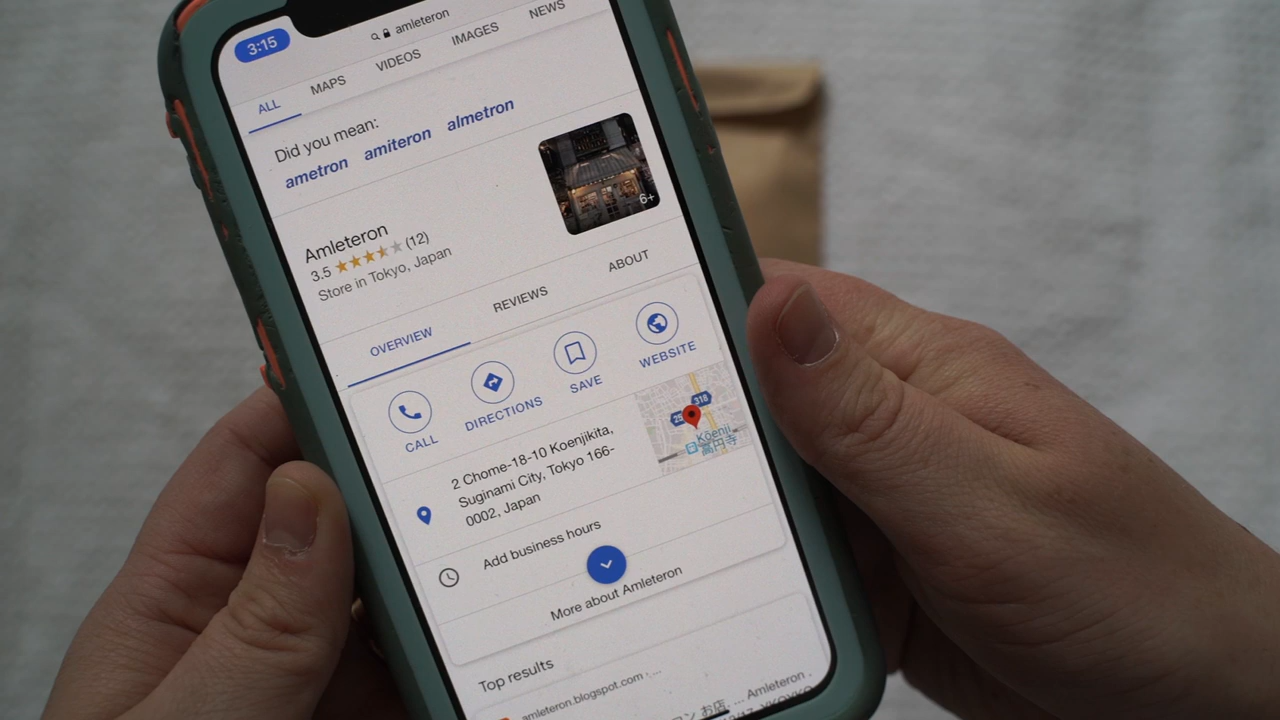 3:15
amleteron
ALL MAPS VIDEOS IMAGES NEWS
Did you mean:
ametron amiteron almetron
6+
Amleteron
3.5 (12)
Store in Tokyo, Japan
OVERVIEW REVIEWS ABOUT
CALL DIRECTIONS SAVE WEBSITE
318
25
Kōenji
高円寺
2 Chome-18-10 Koenjikita,
Suginami City, Tokyo 166-
0002, Japan
Add business hours
More about Amleteron
Top results
amleteron.blogspot.com › ...
お店. ... Amleteron .